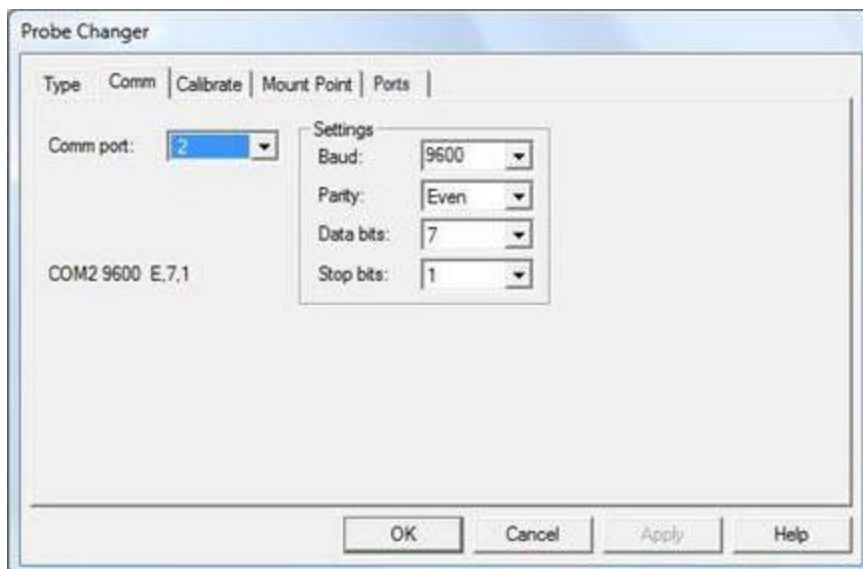 Probe Changer
Type Comm Calibrate Mount Point Ports
Comm port: 2
Settings
Baud: 9600
Parity: Even
Data bits: 7
Stop bits: 1
COM2 9600 E,7,1
OK Cancel Apply Help